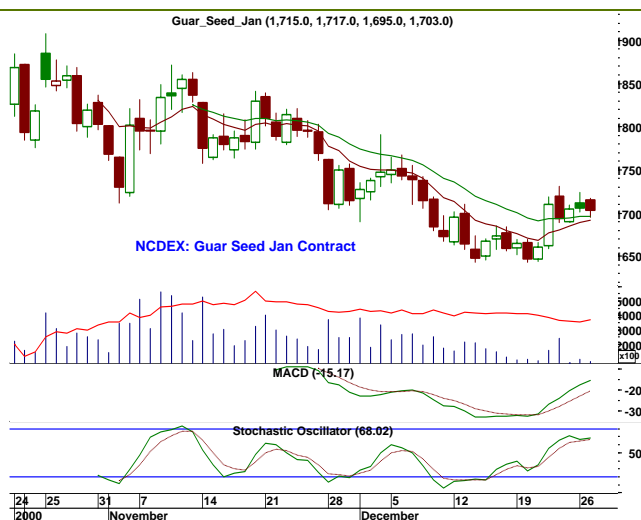 Guar_Seed_Jan (1,715.0, 1,717.0, 1,695.0, 1,703.0)
1900
1850
1800
1750
1700
1650
NCDEX: Guar Seed Jan Contract
5000
4000
3000
2000
x100
MACD (-15.17)
-20
-30
Stochastic Oscillator (68.02)
50
24 25 31 7 14 21 28 5 12 19 26
2000 November December